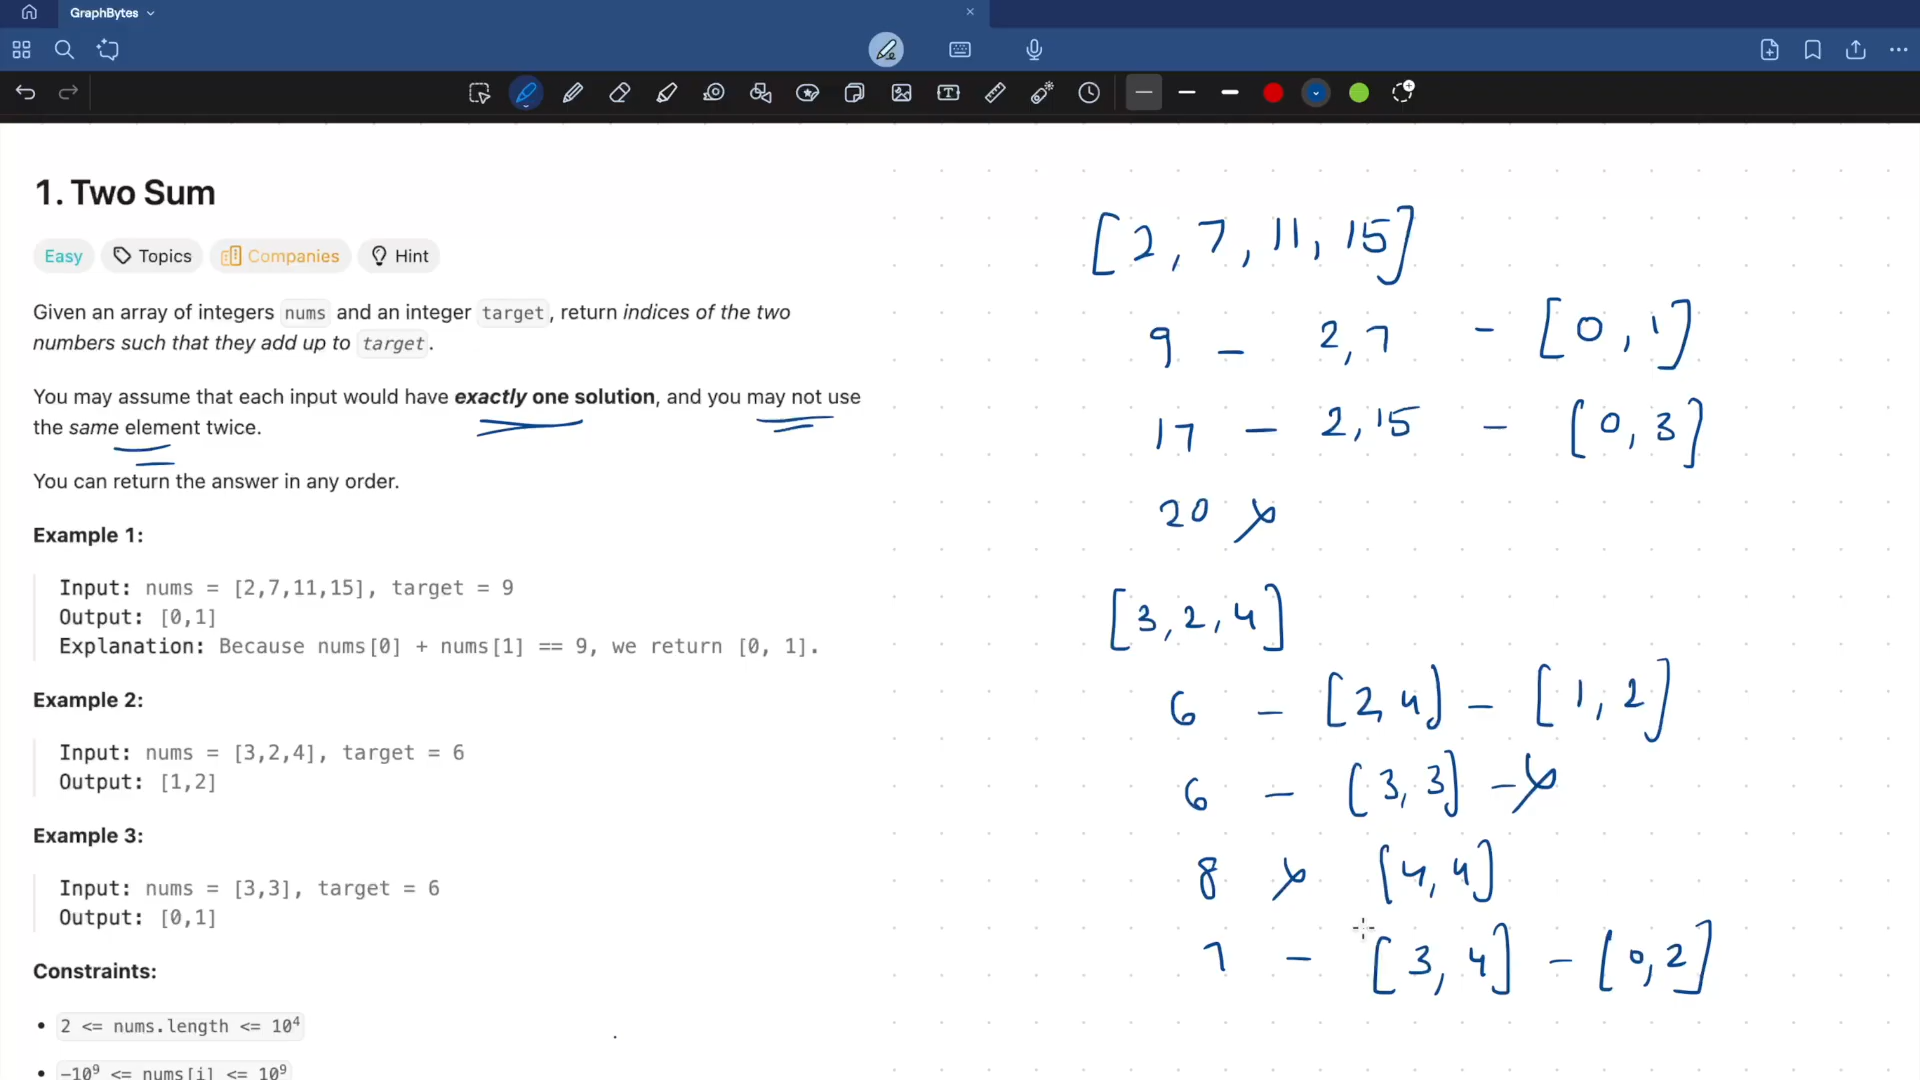 GraphBytes
1. Two Sum
Easy Topics Companies Hint
Given an array of integers nums and an integer target, return indices of the two
numbers such that they add up to target.
You may assume that each input would have exactly one solution, and you may not use
the same element twice.
You can return the answer in any order.
Example 1:
Input: nums = [2,7,11,15], target = 9
Output: [0,1]
Explanation: Because nums[0] + nums[1] == 9, we return [0, 1].
Example 2:
Input: nums = [3,2,4], target = 6
Output: [1,2]
Example 3:
Input: nums = [3,3], target = 6
Output: [0,1]
Constraints:
• 2 <= nums.length <= 10⁴
• -10⁹ <= nums[i] <= 10⁹
[2, 7, 11, 15]
9 - 2,7 - [0, 1]
17 - 2,15 - [0, 3]
20 x
[3, 2, 4]
6 - [2,4] - [1, 2]
6 - [3,3] - x
8 x [4,4]
7 - [3, 4] - [0,2]